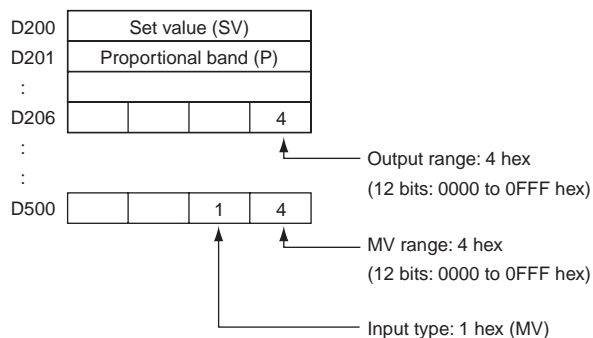 D200 Set value (SV)
D201 Proportional band (P)
:
D206 4
:
Output range: 4 hex
:
(12 bits: 0000 to 0FFF hex)
D500 1 4
MV range: 4 hex
(12 bits: 0000 to 0FFF hex)
Input type: 1 hex (MV)